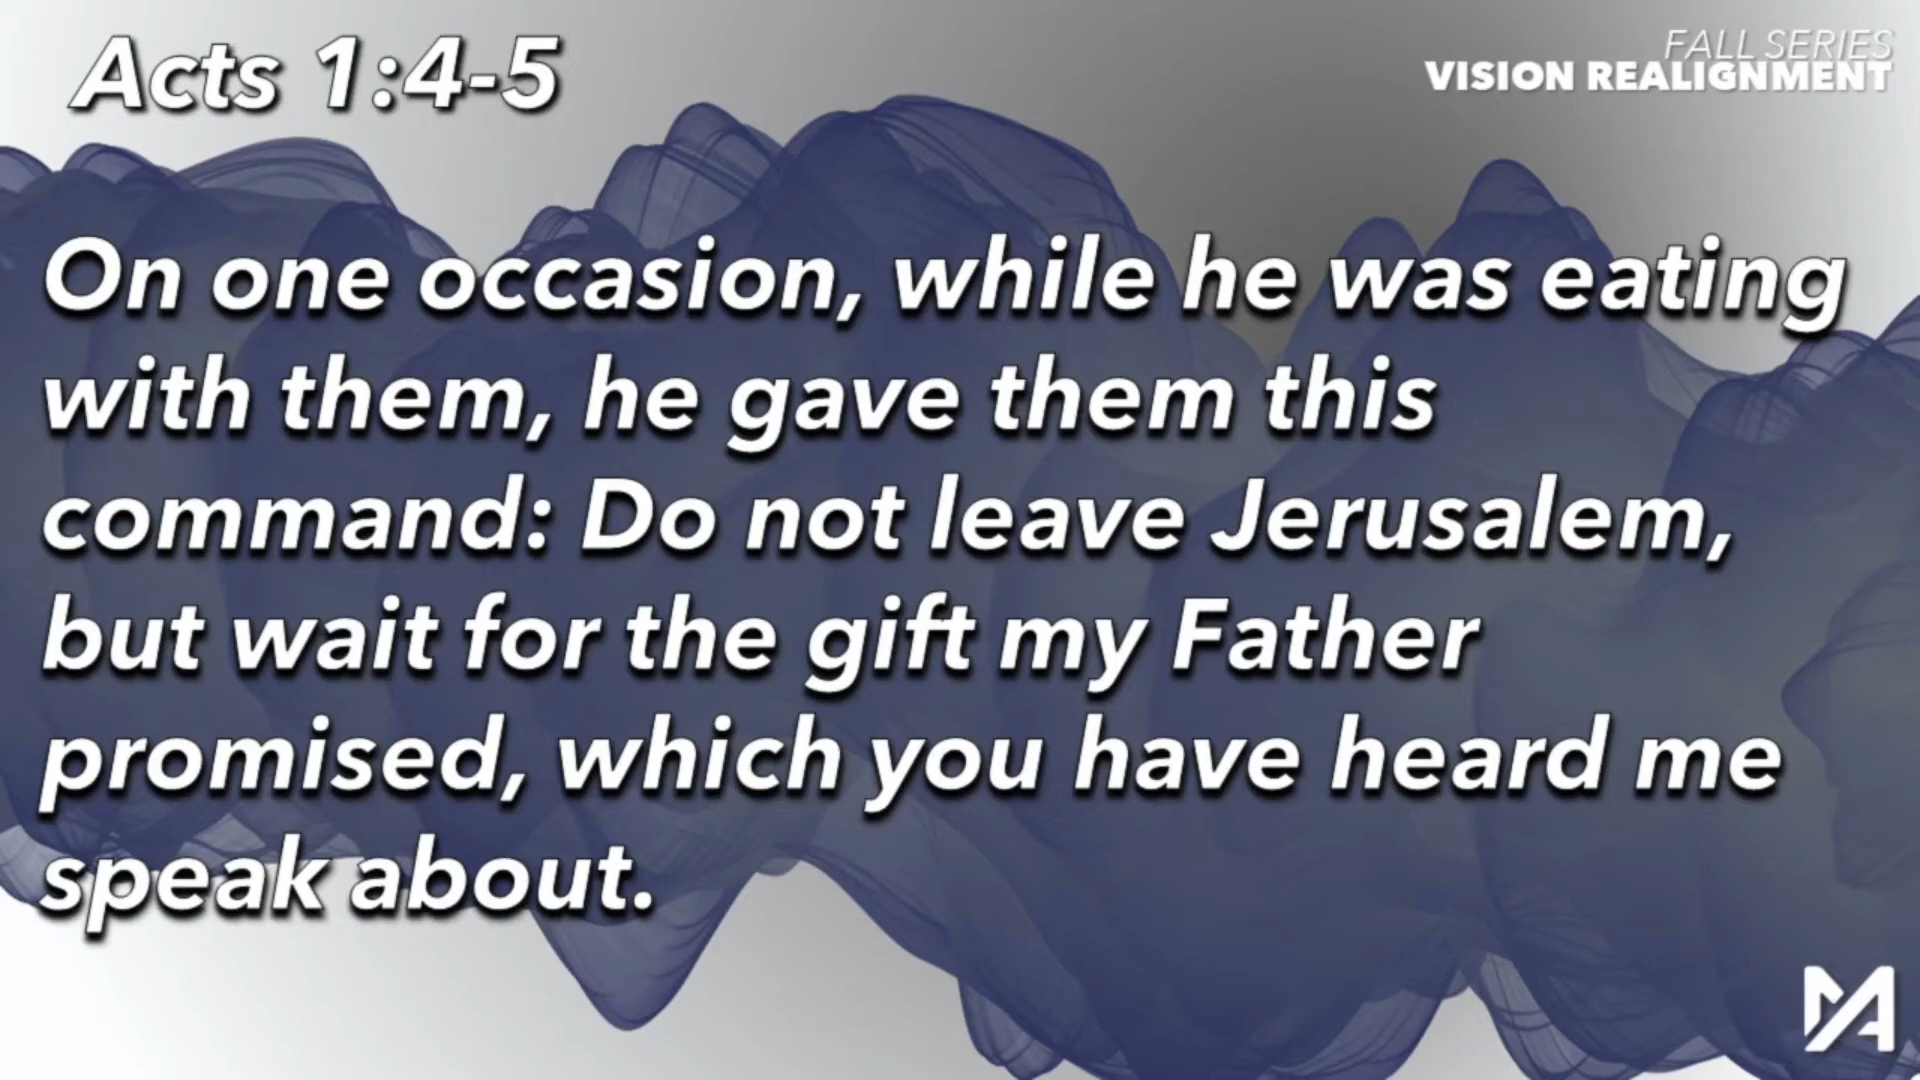 Acts 1:4-5
FALL SERIES
VISION REALIGNMENT
On one occasion, while he was eating
with them, he gave them this
command: Do not leave Jerusalem,
but wait for the gift my Father
promised, which you have heard me
speak about.
MA